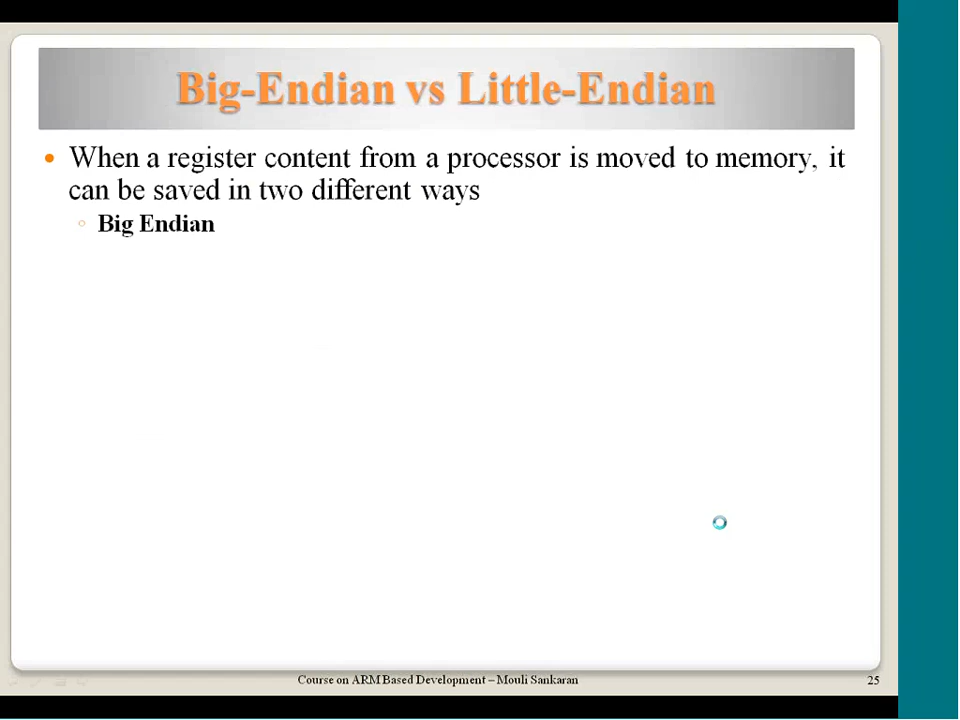 Big-Endian vs Little-Endian
When a register content from a processor is moved to memory, it
can be saved in two different ways
Big Endian
Course on ARM Based Development – Mouli Sankaran
25